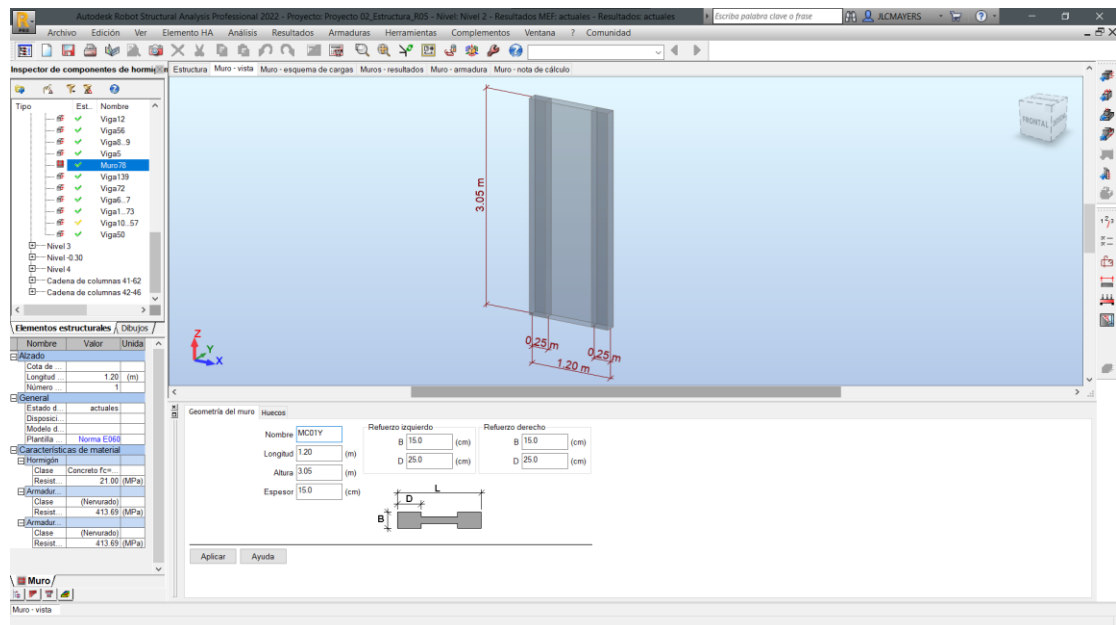 PRO
Autodesk Robot Structural Analysis Professional 2022 - Proyecto: Proyecto 02_Estructura_R05 - Nivel: Nivel 2 - Resultados MEF: actuales - Resultados: actuales
Escriba palabra clave o frase
JLCMAYERS
Archivo Edición Ver Elemento HA Análisis Resultados Armaduras Herramientas Complementos Ventana ? Comunidad
Inspector de componentes de hormigón
Estructura Muro - vista Muro - esquema de cargas Muros - resultados Muro - armadura Muro - nota de cálculo
Tipo Est... Nombre
Viga12
Viga56
Viga8...9
Viga5
Muro78
Viga139
Viga72
Viga6...7
Viga1...73
Viga10...57
Viga50
Nivel 3
Nivel -0.30
Nivel 4
Cadena de columnas 41-62
Cadena de columnas 42-46
Elementos estructurales Dibujos
3.05 m
0.25 m
0.25 m
1.20 m
FRONTAL
Z
Y
X
Nombre Valor Unida
Alzado
Cota de ...
Longitud ... 1.20 (m)
Número ... 1
General
Estado d... actuales
Disposici...
Modelo d...
Plantilla ... Norma E060
Características de material
Hormigón
Clase Concreto f'c=...
Resist... 21.00 (MPa)
Armadur...
Clase (Nenurado)
Resist... 413.69 (MPa)
Armadur...
Clase (Nenurado)
Resist... 413.69 (MPa)
Muro
Geometría del muro Huecos
Nombre MC01Y
Longitud 1.20 (m)
Altura 3.05 (m)
Espesor 15.0 (cm)
Refuerzo izquierdo
B 15.0 (cm)
D 25.0 (cm)
Refuerzo derecho
B 15.0 (cm)
D 25.0 (cm)
L
D
B
Aplicar Ayuda
Muro - vista